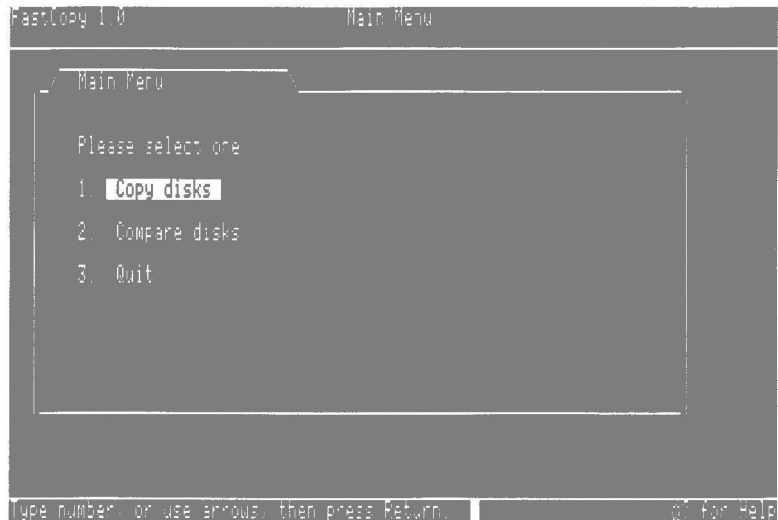 FastCopy 1.0 Main Menu
Main Menu
Please select one
1. Copy disks
2. Compare disks
3. Quit
Type number, or use arrows, then press Return. for Help